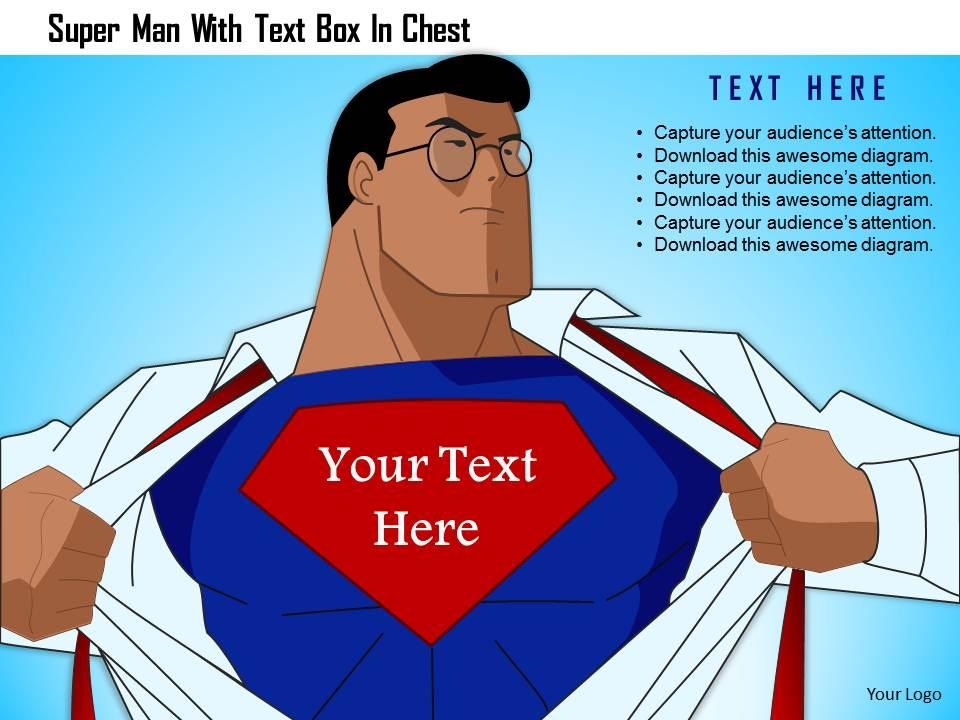 Super Man With Text Box In Chest
TEXT HERE
• Capture your audience’s attention.
• Download this awesome diagram.
• Capture your audience’s attention.
• Download this awesome diagram.
• Capture your audience’s attention.
• Download this awesome diagram.
Your Text
Here
Your Logo